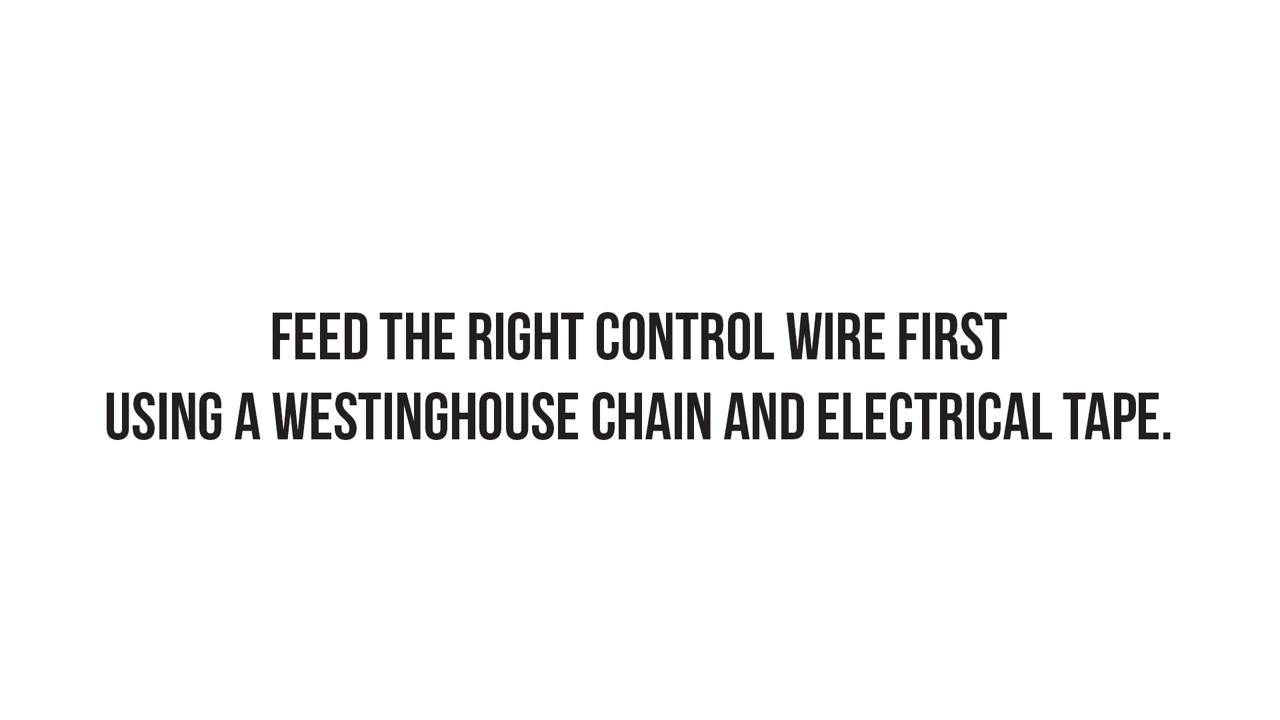 FEED THE RIGHT CONTROL WIRE FIRST
USING A WESTINGHOUSE CHAIN AND ELECTRICAL TAPE.